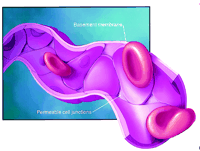 Basement membrane
Permeable cell junctions